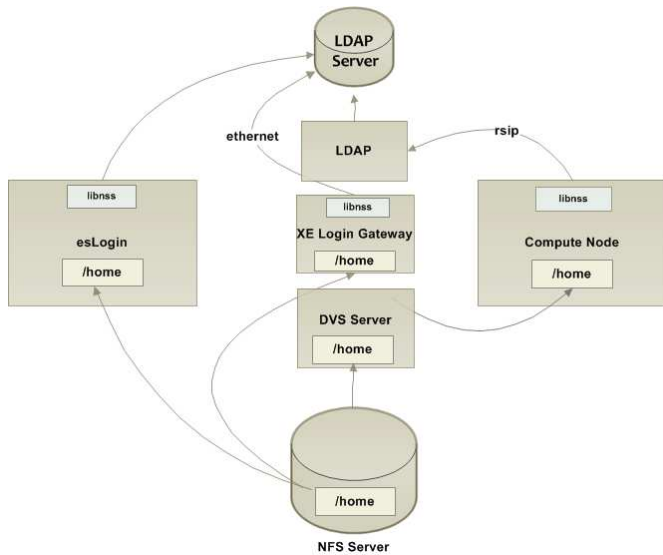 LDAP
Server
ethernet
LDAP
rsip
libnss
esLogin
/home
libnss
XE Login Gateway
/home
libnss
Compute Node
/home
DVS Server
/home
/home
NFS Server